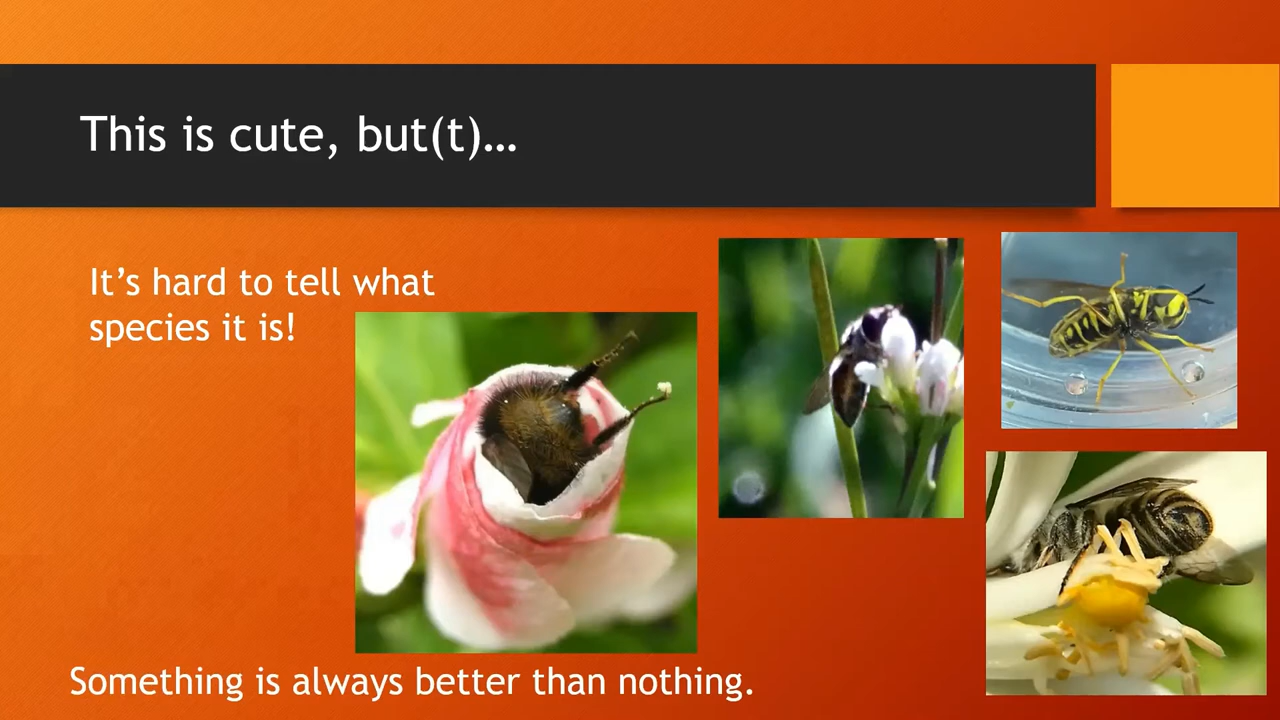 This is cute, but(t)…
It’s hard to tell what
species it is!
Something is always better than nothing.